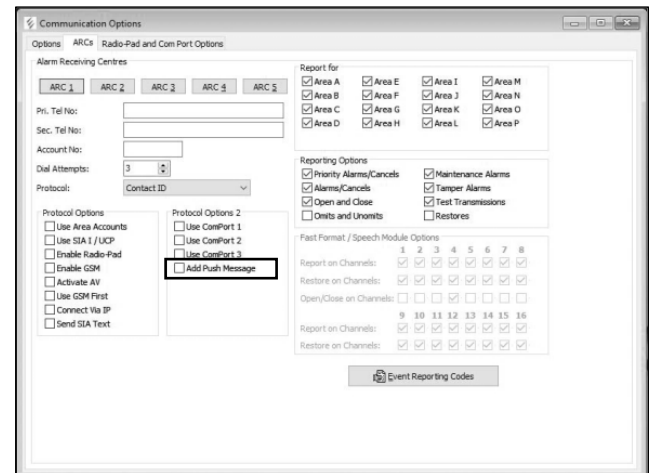 Communication Options
Options ARCs Radio-Pad and Com Port Options
Alarm Receiving Centres
ARC 1 ARC 2 ARC 3 ARC 4 ARC 5
Pri. Tel No:
Sec. Tel No:
Account No:
Dial Attempts: 3
Protocol: Contact ID
Protocol Options
Use Area Accounts
Use SIA I / UCP
Enable Radio-Pad
Enable GSM
Activate AV
Use GSM First
Connect Via IP
Send SIA Text
Protocol Options 2
Use ComPort 1
Use ComPort 2
Use ComPort 3
Add Push Message
Report for
Area A Area E Area I Area M
Area B Area F Area J Area N
Area C Area G Area K Area O
Area D Area H Area L Area P
Reporting Options
Priority Alarms/Cancels Maintenance Alarms
Alarms/Cancels Tamper Alarms
Open and Close Test Transmissions
Omits and Unomits Restores
Fast Format / Speech Module Options
1 2 3 4 5 6 7 8
Report on Channels:
Restore on Channels:
Open/Close on Channels:
9 10 11 12 13 14 15 16
Report on Channels:
Restore on Channels:
Event Reporting Codes